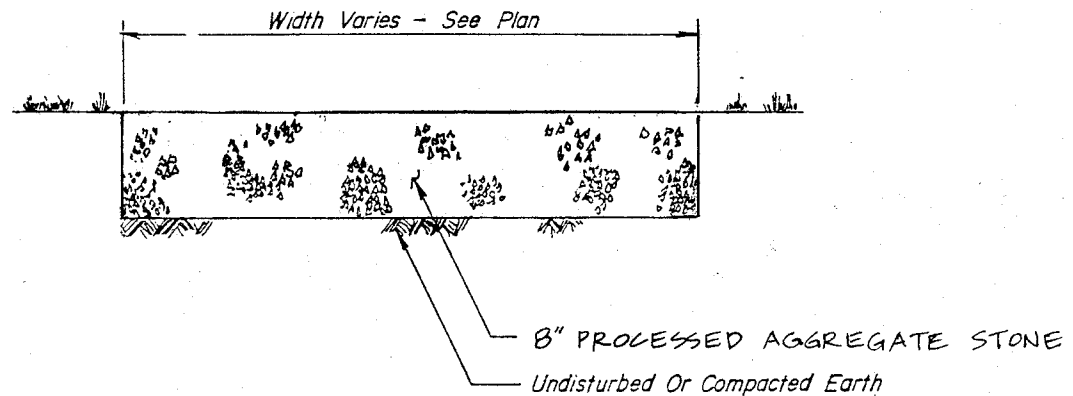 Width Varies - See Plan
8" PROCESSED AGGREGATE STONE
Undisturbed Or Compacted Earth